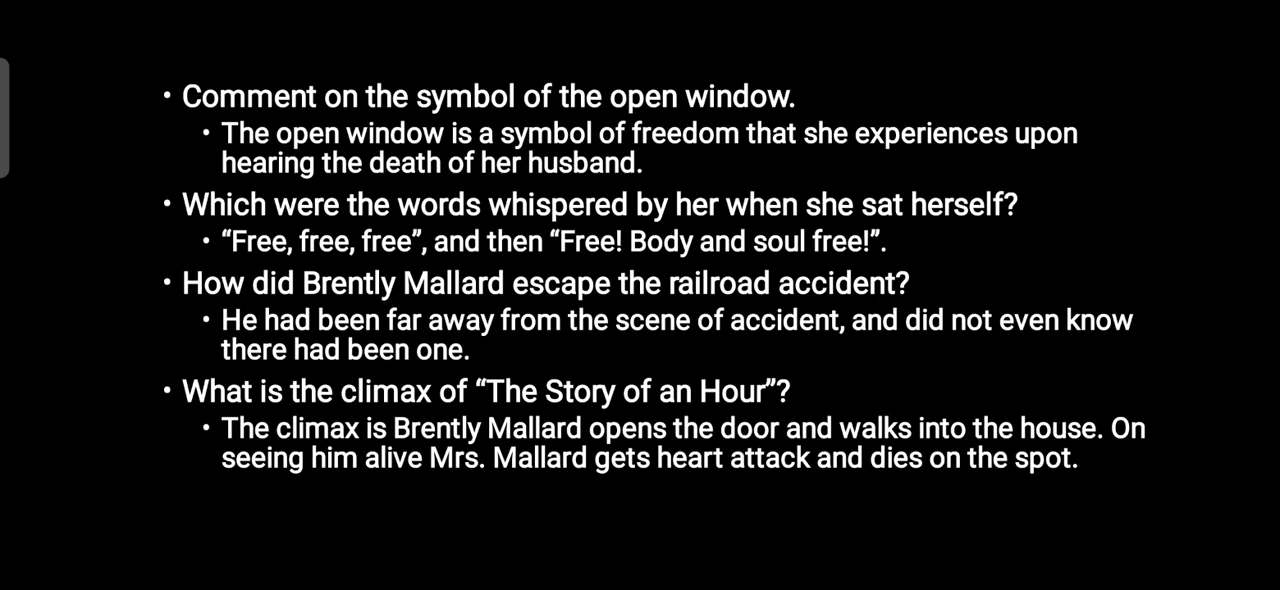 • Comment on the symbol of the open window.
• The open window is a symbol of freedom that she experiences upon
hearing the death of her husband.
• Which were the words whispered by her when she sat herself?
• “Free, free, free”, and then “Free! Body and soul free!”.
• How did Brently Mallard escape the railroad accident?
• He had been far away from the scene of accident, and did not even know
there had been one.
• What is the climax of “The Story of an Hour”?
• The climax is Brently Mallard opens the door and walks into the house. On
seeing him alive Mrs. Mallard gets heart attack and dies on the spot.